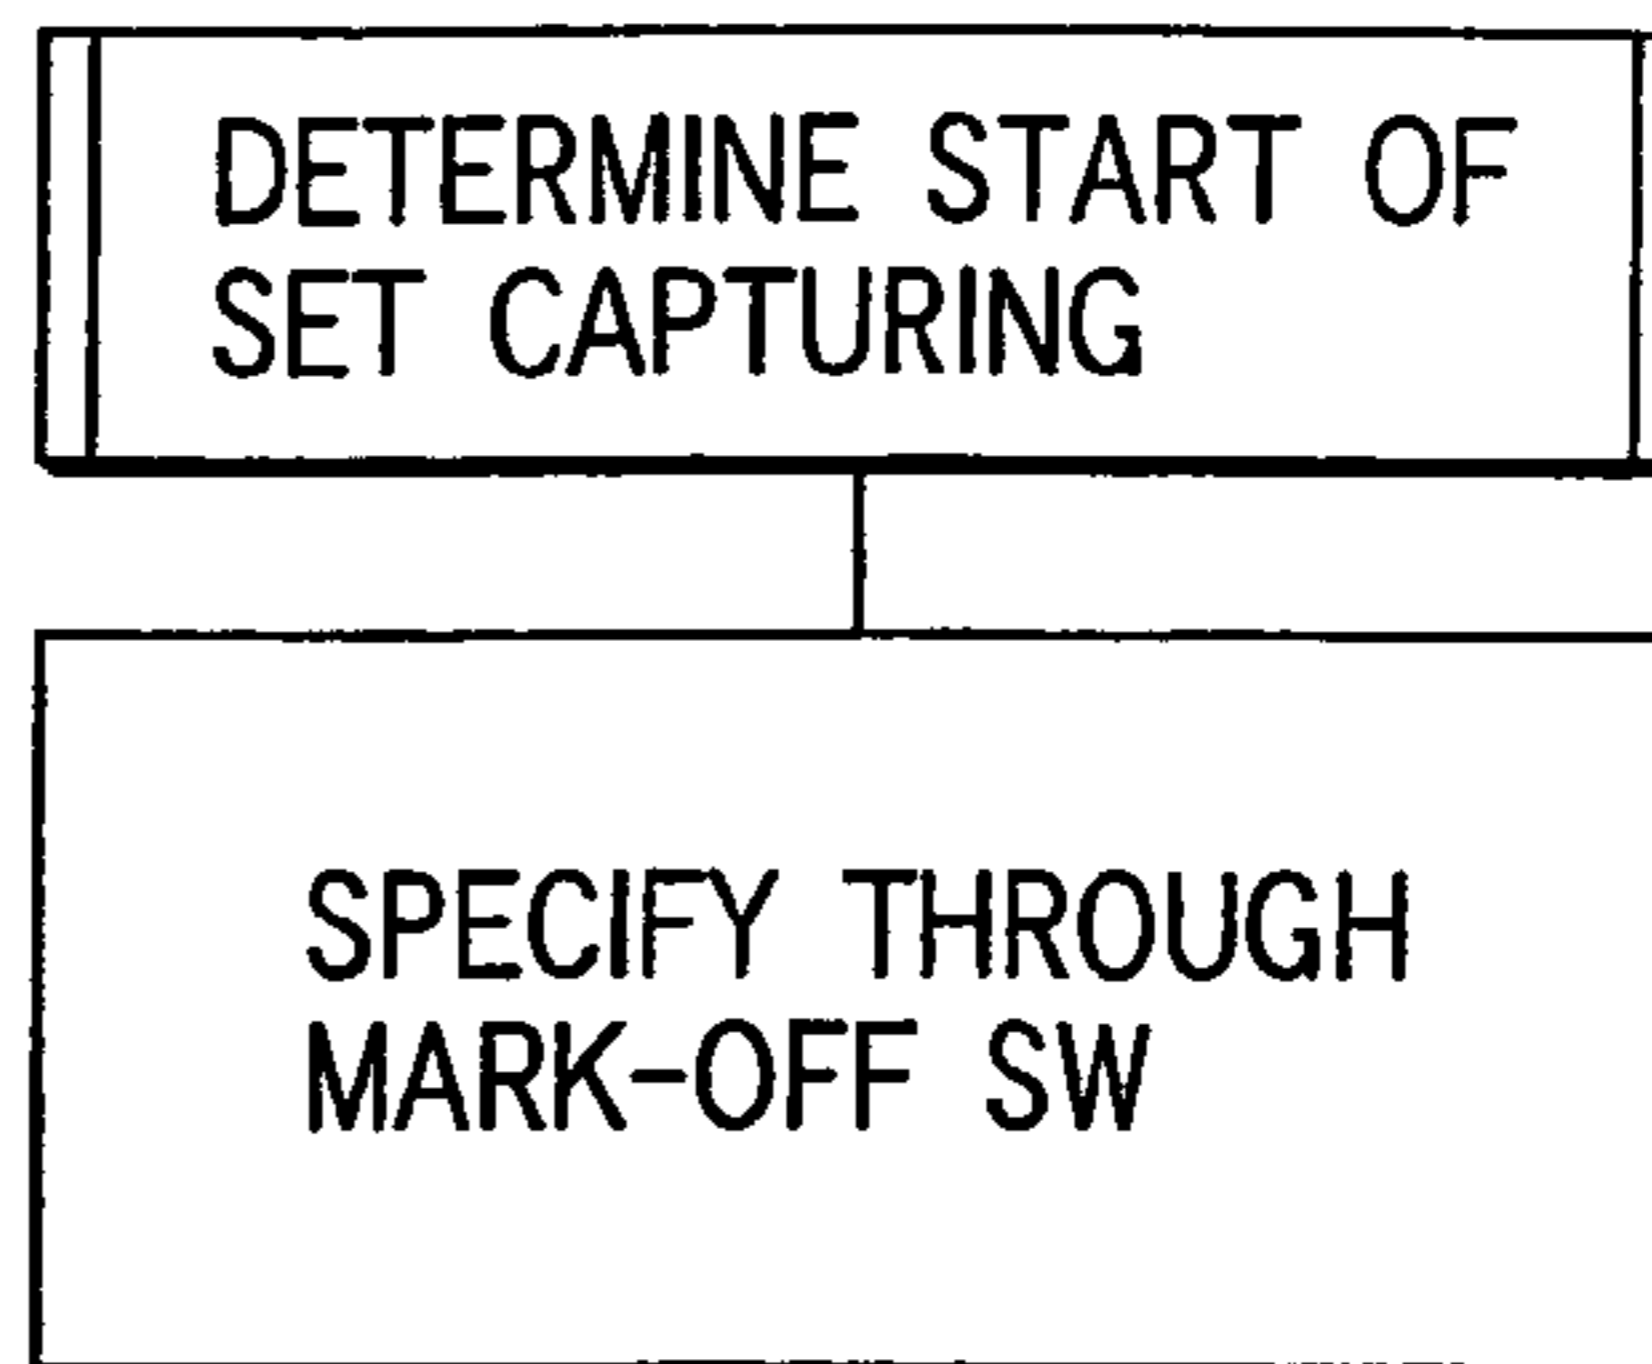 DETERMINE START OF
SET CAPTURING
SPECIFY THROUGH
MARK-OFF SW